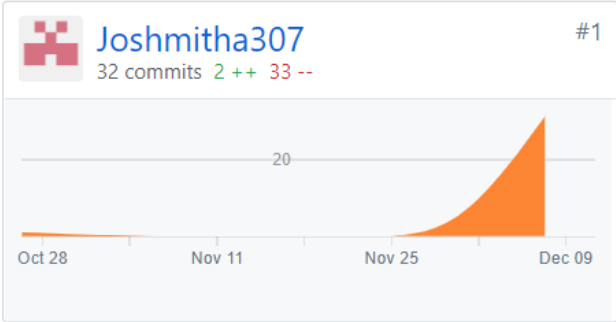 Joshmitha307
#1
32 commits 2 ++ 33 --
20
Oct 28 Nov 11 Nov 25 Dec 09